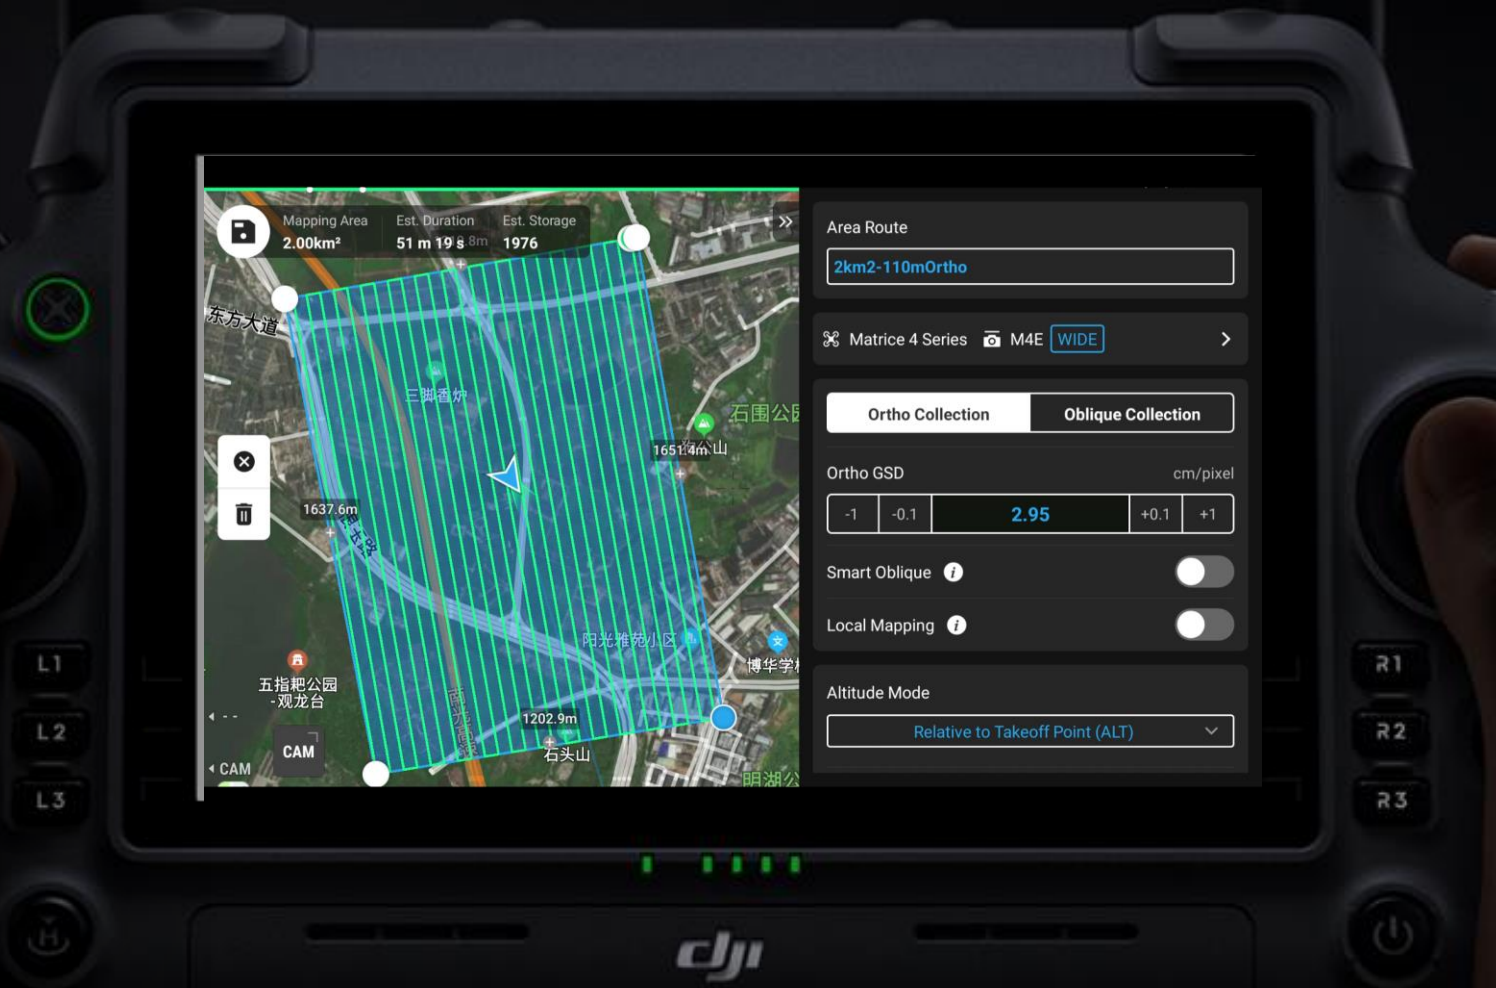 Mapping Area
2.00km²
Est. Duration
51 m 19 s
Est. Storage
1976
Area Route
2km2-110mOrtho
Matrice 4 Series
M4E
WIDE
Ortho Collection
Oblique Collection
Ortho GSD
cm/pixel
-1
-0.1
2.95
+0.1
+1
Smart Oblique
Local Mapping
Altitude Mode
Relative to Takeoff Point (ALT)
东方大道
三脚香炉
石围公
1651.4m
山
1637.6m
阳光雅苑小区
博华学
五指耙公园
-观龙台
1202.9m
石头山
明湖公
CAM
CAM
L1
L2
L3
R1
R2
R3
dji